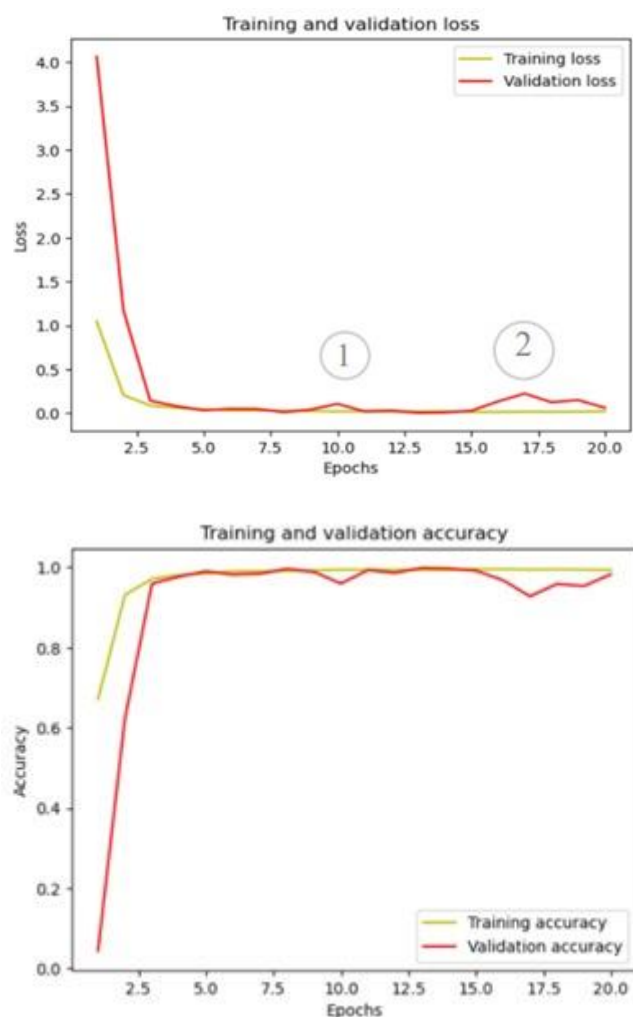 Training and validation loss
Training loss
Validation loss
4.0
3.5
3.0
2.5
2.0
1.5
1.0
0.5
0.0
Loss
1
2
2.5 5.0 7.5 10.0 12.5 15.0 17.5 20.0
Epochs
Training and validation accuracy
1.0
0.8
0.6
0.4
0.2
0.0
Accuracy
Training accuracy
Validation accuracy
2.5 5.0 7.5 10.0 12.5 15.0 17.5 20.0
Epochs